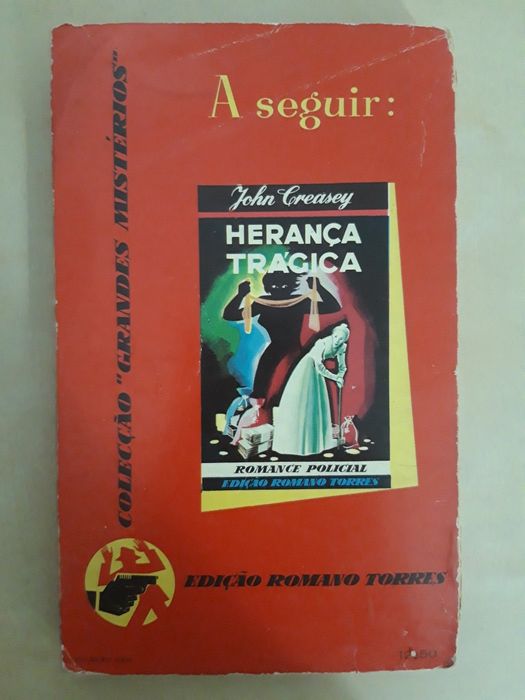 A seguir:
COLECÇÃO "GRANDES MISTÉRIOS"
John Creasey
HERANÇA
TRÁGICA
ROMANCE POLICIAL
EDIÇÃO ROMANO TORRES
EDIÇÃO ROMANO TORRES